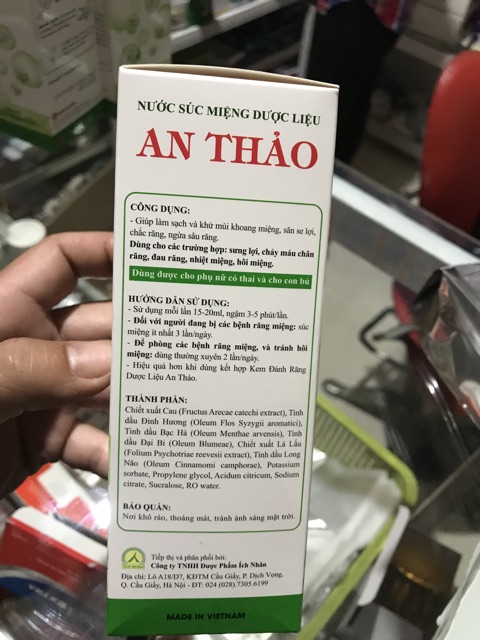 NƯỚC SÚC MIỆNG DƯỢC LIỆU
AN THẢO
CÔNG DỤNG:
- Giúp làm sạch và khử mùi khoang miệng, săn se lợi,
chắc răng, ngừa sâu răng.
Dùng cho các trường hợp: sưng lợi, chảy máu chân
răng, đau răng, nhiệt miệng, hôi miệng.
Dùng được cho phụ nữ có thai và cho con bú
HƯỚNG DẪN SỬ DỤNG:
- Sử dụng mỗi lần 15-20ml, ngậm 3-5 phút/lần.
- Đối với người đang bị các bệnh răng miệng: súc
miệng ít nhất 3 lần/ngày.
- Để phòng các bệnh răng miệng, và tránh hôi
miệng: dùng thường xuyên 2 lần/ngày.
- Hiệu quả hơn khi dùng kết hợp Kem Đánh Răng
Dược Liệu An Thảo.
THÀNH PHẦN:
Chiết xuất Cau (Fructus Arecae catechi extract), Tinh
dầu Đinh Hương (Oleum Flos Syzygii aromatici),
Tinh dầu Bạc Hà (Oleum Menthae arvensis), Tinh
dầu Đại Bi (Oleum Blumeae), Chiết xuất Lá Lấu
(Folium Psychotriae reevesii extract), Tinh dầu Long
Não (Oleum Cinnamomi camphorae), Potassium
sorbate, Propylene glycol, Acidum citricum, Sodium
citrate, Sucralose, RO water.
BẢO QUẢN:
Nơi khô ráo, thoáng mát, tránh ánh sáng mặt trời.
Tiếp thị và phân phối bởi:
Công ty TNHH Dược Phẩm Ích Nhân
Địa chỉ: Lô A18/D7, KĐTM Cầu Giấy, P. Dịch Vọng,
Q. Cầu Giấy, Hà Nội - ĐT: 024 (028).7305.6199
MADE IN VIETNAM